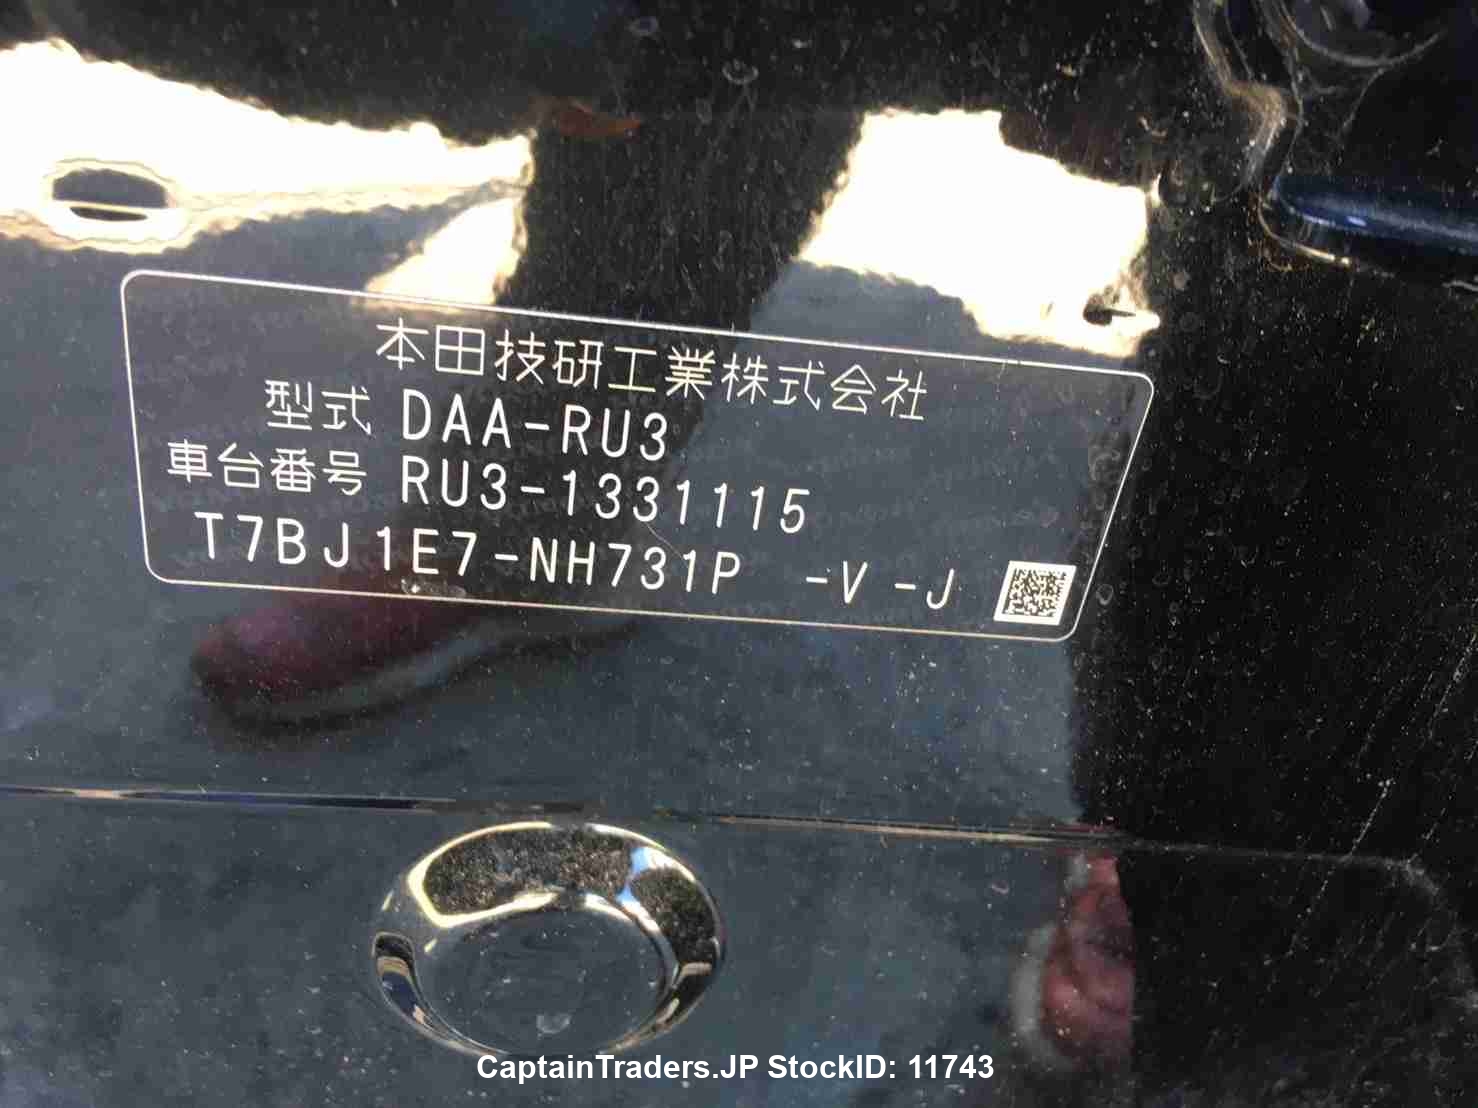 本田技研工業株式会社
型式 DAA-RU3
車台番号 RU3-1331115
T7BJ1E7-NH731P -V -J
CaptainTraders.JP StockID: 11743